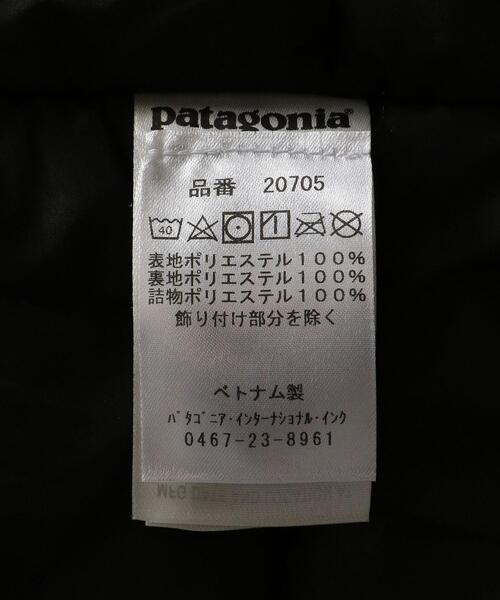 patagonia®
品番 20705
40
表地ポリエステル100%
裏地ポリエステル100%
詰物ポリエステル100%
飾り付け部分を除く
ベトナム製
ﾊﾟﾀｺﾞﾆｱ･ｲﾝﾀｰﾅｼｮﾅﾙ･ｲﾝｸ
0467-23-8961